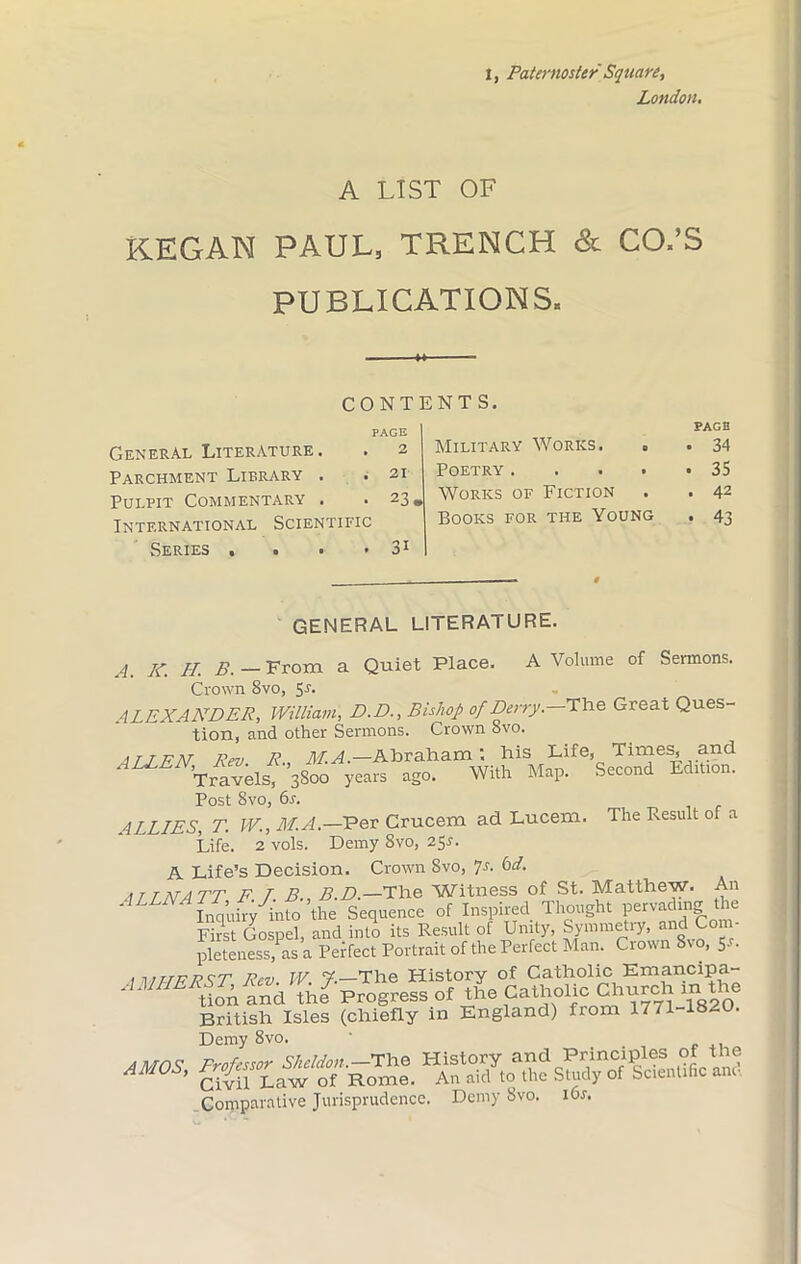 1, Paternoster Square,
London.
A LIST OF
KEGAN PAUL, TRENCH & CO.'S
PUBLICATIONS.
CONTENTS.
PAGE
General Literature . . 2
Parchment Library . . 21
Pulpit Commentary . . 23
International Scientific
Series . . . . 31
PAGE
Military Works. . . 34
Poetry . . . . . 35
Works of Fiction . . 42
Books for the Young . 43
GENERAL LITERATURE.
A. K. H. B.—From a Quiet Place. A Volume of Sermons.
Crown 8vo, 5s.
ALEXANDER, William, D.D., Bishop of Derry.—The Great Ques-
tion, and other Sermons. Crown 8vo.
ALLEN, Rev. R., M.A.—Abraham: his Life, Times, and
Travels, 3800 years ago. With Map. Second Edition.
Post 8vo, 6s.
ALLIES, T. W., M.A.—Per Crucem ad Lucem. The Result of a
Life. 2 vols. Demy 8vo, 25s.
A Life's Decision. Crown 8vo, 7s. 6d.
ALLNATT, F. J. B., B.D.—The Witness of St. Matthew. An
Inquiry into the Sequence of Inspired Thought pervading the
First Gospel, and into its Result of Unity, Symmetry, and Com-
pleteness, as a Perfect Portrait of the Perfect Man. Crown 8vo, 5s.
AMHERST, Rev. W. J.—The History of Catholic Emancipa-
tion and the Progress of the Catholic Church in the
British Isles (chiefly in England) from 1771-1820.
Demy 8vo.
AMOS, Professor Sheldon.—The History and Principles of the
Civil Law of Rome. An aid to the Study of Scientific and
Comparative Jurisprudence. Demy 8vo. 16s.